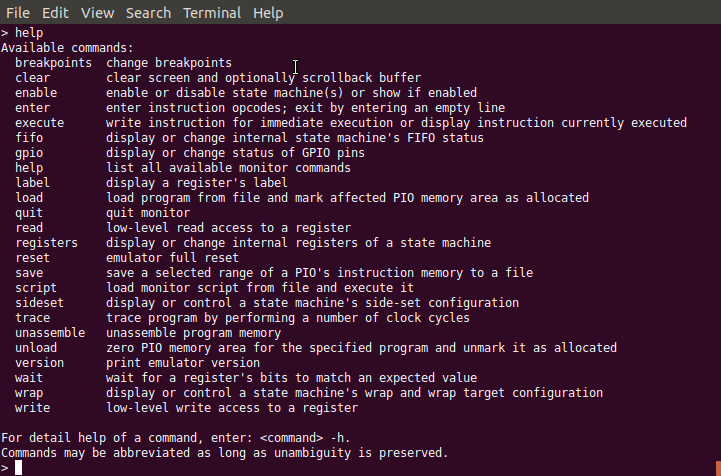 File Edit View Search Terminal Help
> help
Available commands:
breakpoints change breakpoints
clear clear screen and optionally scrollback buffer
enable enable or disable state machine(s) or show if enabled
enter enter instruction opcodes; exit by entering an empty line
execute write instruction for immediate execution or display instruction currently executed
fifo display or change internal state machine's FIFO status
gpio display or change status of GPIO pins
help list all available monitor commands
label display a register's label
load load program from file and mark affected PIO memory area as allocated
quit quit monitor
read low-level read access to a register
registers display or change internal registers of a state machine
reset emulator full reset
save save a selected range of a PIO's instruction memory to a file
script load monitor script from file and execute it
sideset display or control a state machine's side-set configuration
trace trace program by performing a number of clock cycles
unassemble unassemble program memory
unload zero PIO memory area for the specified program and unmark it as allocated
version print emulator version
wait wait for a register's bits to match an expected value
wrap display or control a state machine's wrap and wrap target configuration
write low-level write access to a register
For detail help of a command, enter: <command> -h.
Commands may be abbreviated as long as unambiguity is preserved.
>